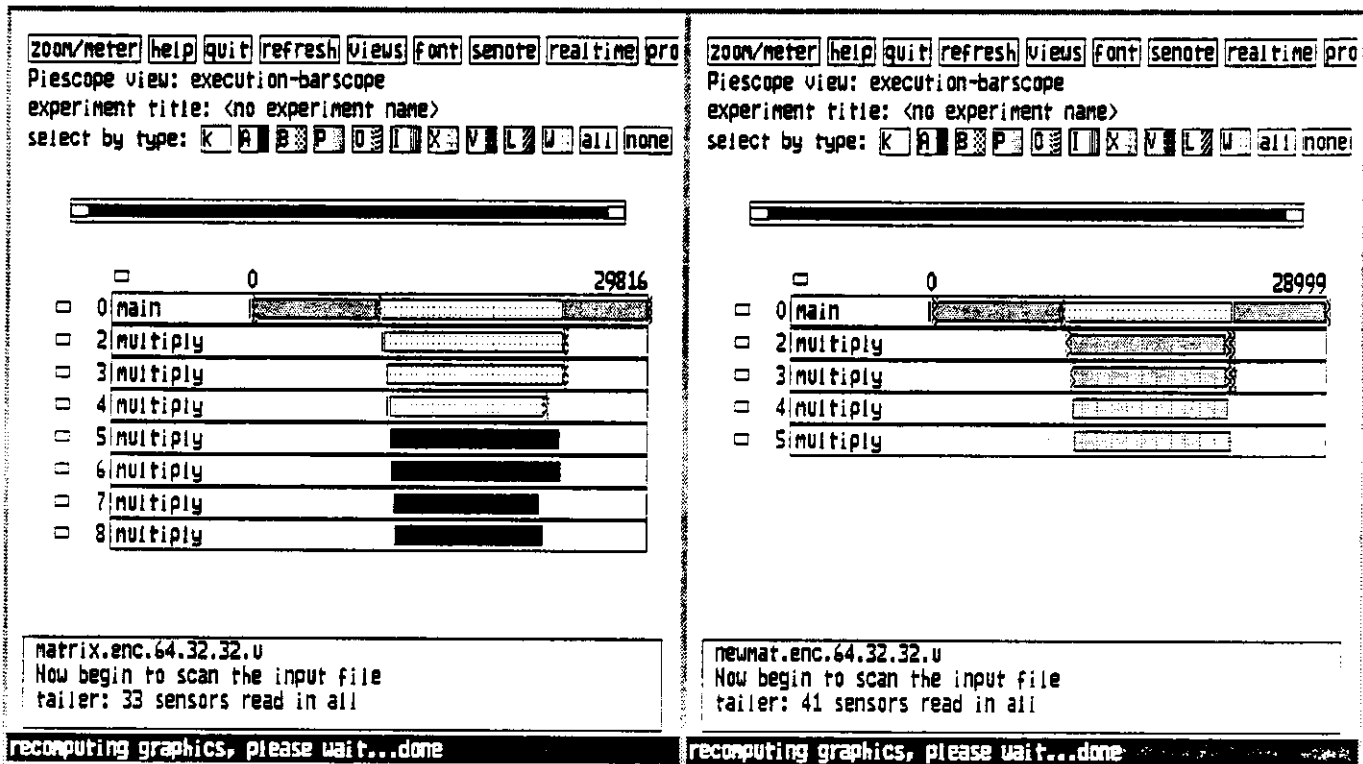 zoom/meter help quit refresh views font senote realtime pro
Piescope view: execution-barscope
experiment title: <no experiment name>
select by type: K A B P O I X V L W all none
0 29816
0 main
2 multiply
3 multiply
4 multiply
5 multiply
6 multiply
7 multiply
8 multiply
matrix.enc.64.32.32.u
Now begin to scan the input file
tailer: 33 sensors read in all
recomputing graphics, please wait...done
zoom/meter help quit refresh views font senote realtime pro
Piescope view: execution-barscope
experiment title: <no experiment name>
select by type: K A B P O I X V L W all none
0 28999
0 main
2 multiply
3 multiply
4 multiply
5 multiply
newmat.enc.64.32.32.u
Now begin to scan the input file
tailer: 41 sensors read in all
recomputing graphics, please wait...done